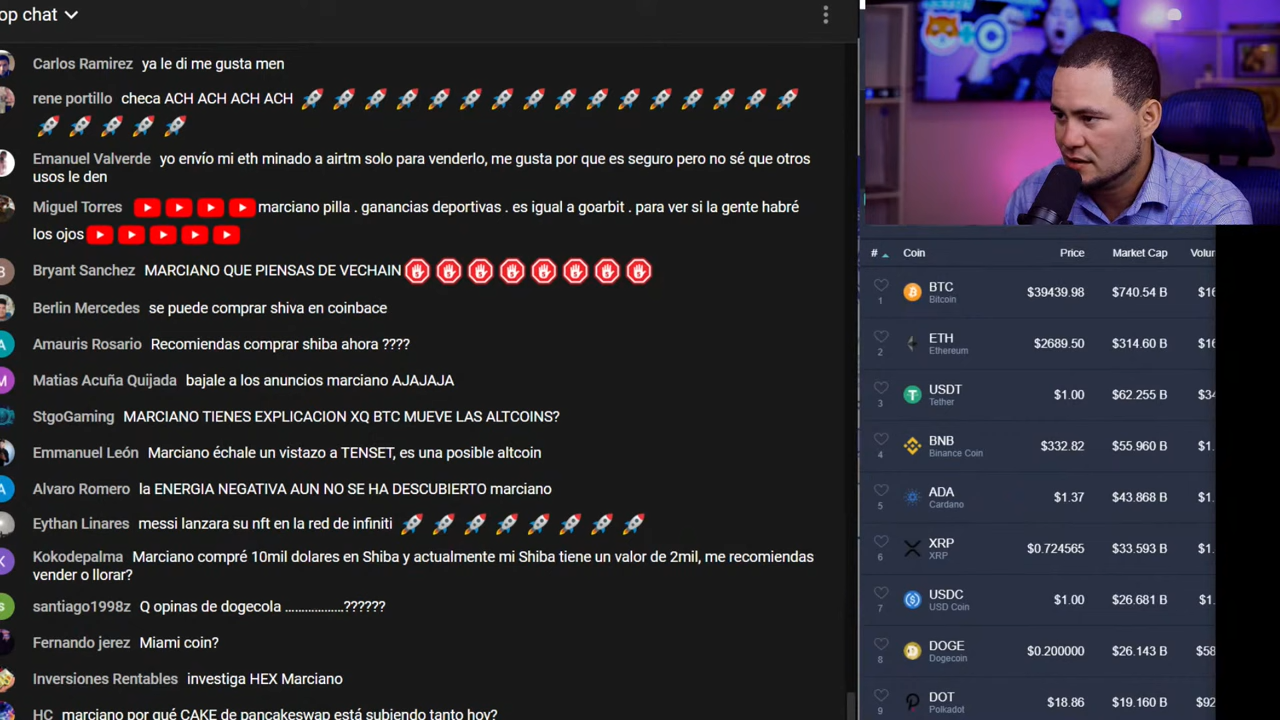 op chat
Carlos Ramirez ya le di me gusta men
rene portillo checa ACH ACH ACH ACH
Emanuel Valverde yo envío mi eth minado a airtm solo para venderlo, me gusta por que es seguro pero no sé que otros
usos le den
Miguel Torres marciano pilla . ganancias deportivas . es igual a goarbit . para ver si la gente habré
los ojos
B
Bryant Sanchez MARCIANO QUE PIENSAS DE VECHAIN
Berlin Mercedes se puede comprar shiva en coinbace
A
Amauris Rosario Recomiendas comprar shiba ahora ????
M
Matias Acuña Quijada bajale a los anuncios marciano AJAJAJA
StgoGaming MARCIANO TIENES EXPLICACION XQ BTC MUEVE LAS ALTCOINS?
Emmanuel León Marciano échale un vistazo a TENSET, es una posible altcoin
A
Alvaro Romero la ENERGIA NEGATIVA AUN NO SE HA DESCUBIERTO marciano
Eythan Linares messi lanzara su nft en la red de infiniti
K
Kokodepalma Marciano compré 10mil dolares en Shiba y actualmente mi Shiba tiene un valor de 2mil, me recomiendas
vender o llorar?
s
santiago1998z Q opinas de dogecola ..................??????
Fernando jerez Miami coin?
Inversiones Rentables investiga HEX Marciano
HC marciano por qué CAKE de pancakeswap está subiendo tanto hoy?
# Coin Price Market Cap Volu
1 BTC Bitcoin $39439.98 $740.54 B $16
2 ETH Ethereum $2689.50 $314.60 B $16
3 USDT Tether $1.00 $62.255 B $34
4 BNB Binance Coin $332.82 $55.960 B $1.
5 ADA Cardano $1.37 $43.868 B $1.
6 XRP XRP $0.724565 $33.593 B $1.
7 USDC USD Coin $1.00 $26.681 B $1.
8 DOGE Dogecoin $0.200000 $26.143 B $58
9 DOT Polkadot $18.86 $19.160 B $92